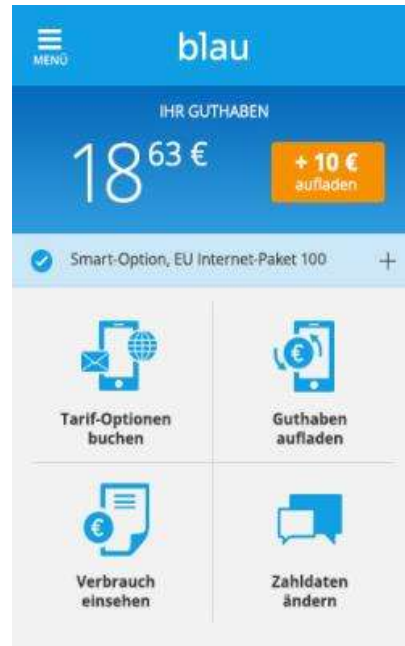 MENÜ
blau
IHR GUTHABEN
18 63 €
+ 10 €
aufladen
Smart-Option, EU Internet-Paket 100 +
Tarif-Optionen
buchen
Guthaben
aufladen
€
€
Verbrauch
einsehen
Zahldaten
ändern